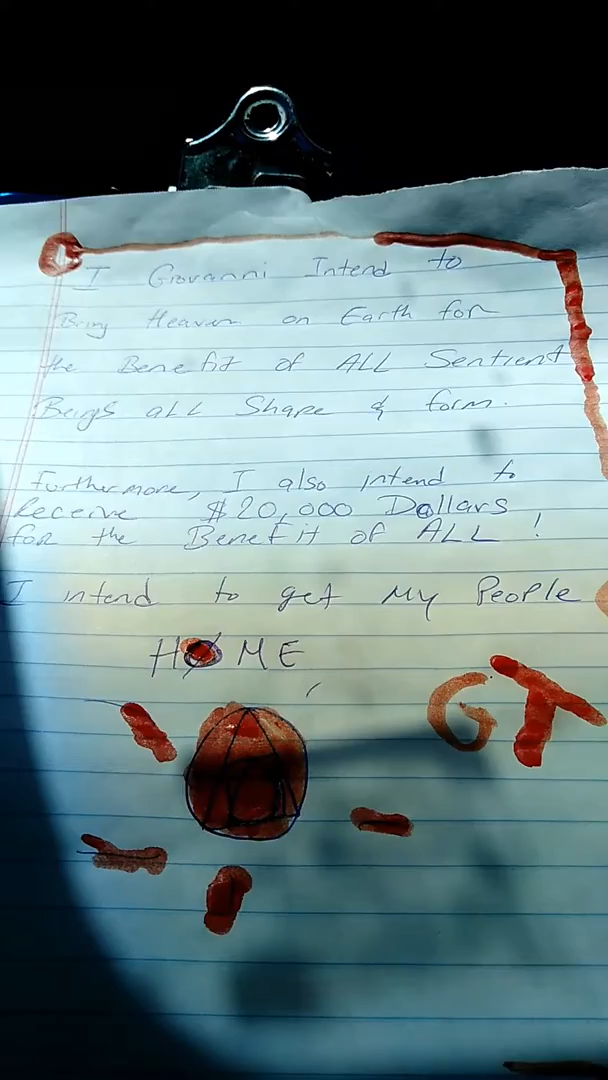 I Giovanni Intend to
Bring Heaven on Earth for
the Benefit of ALL Sentient
Beings aLL Shape & form.
Furthermore, I also intend to
Receive $20,000 Dollars
for the BeneFit of ALL!
I intend to get My People
HOME
GT